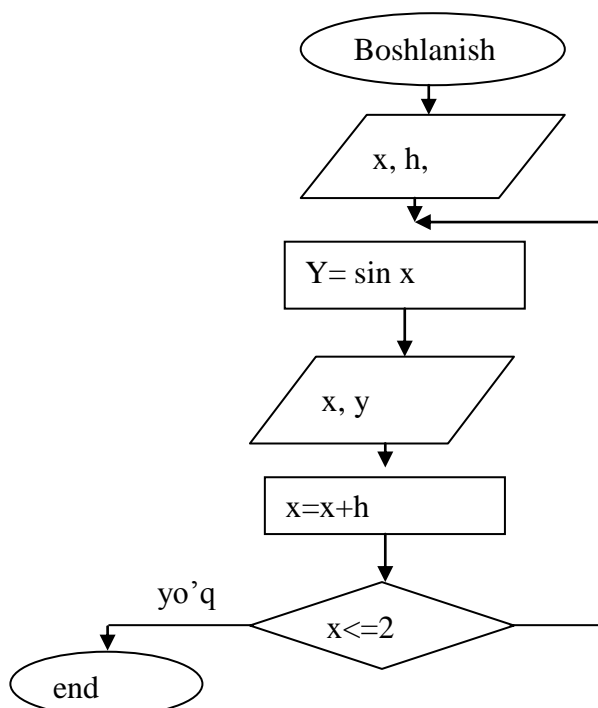 Boshlanish
x, h,
Y= sin x
x, y
x=x+h
yo’q
x<=2
end